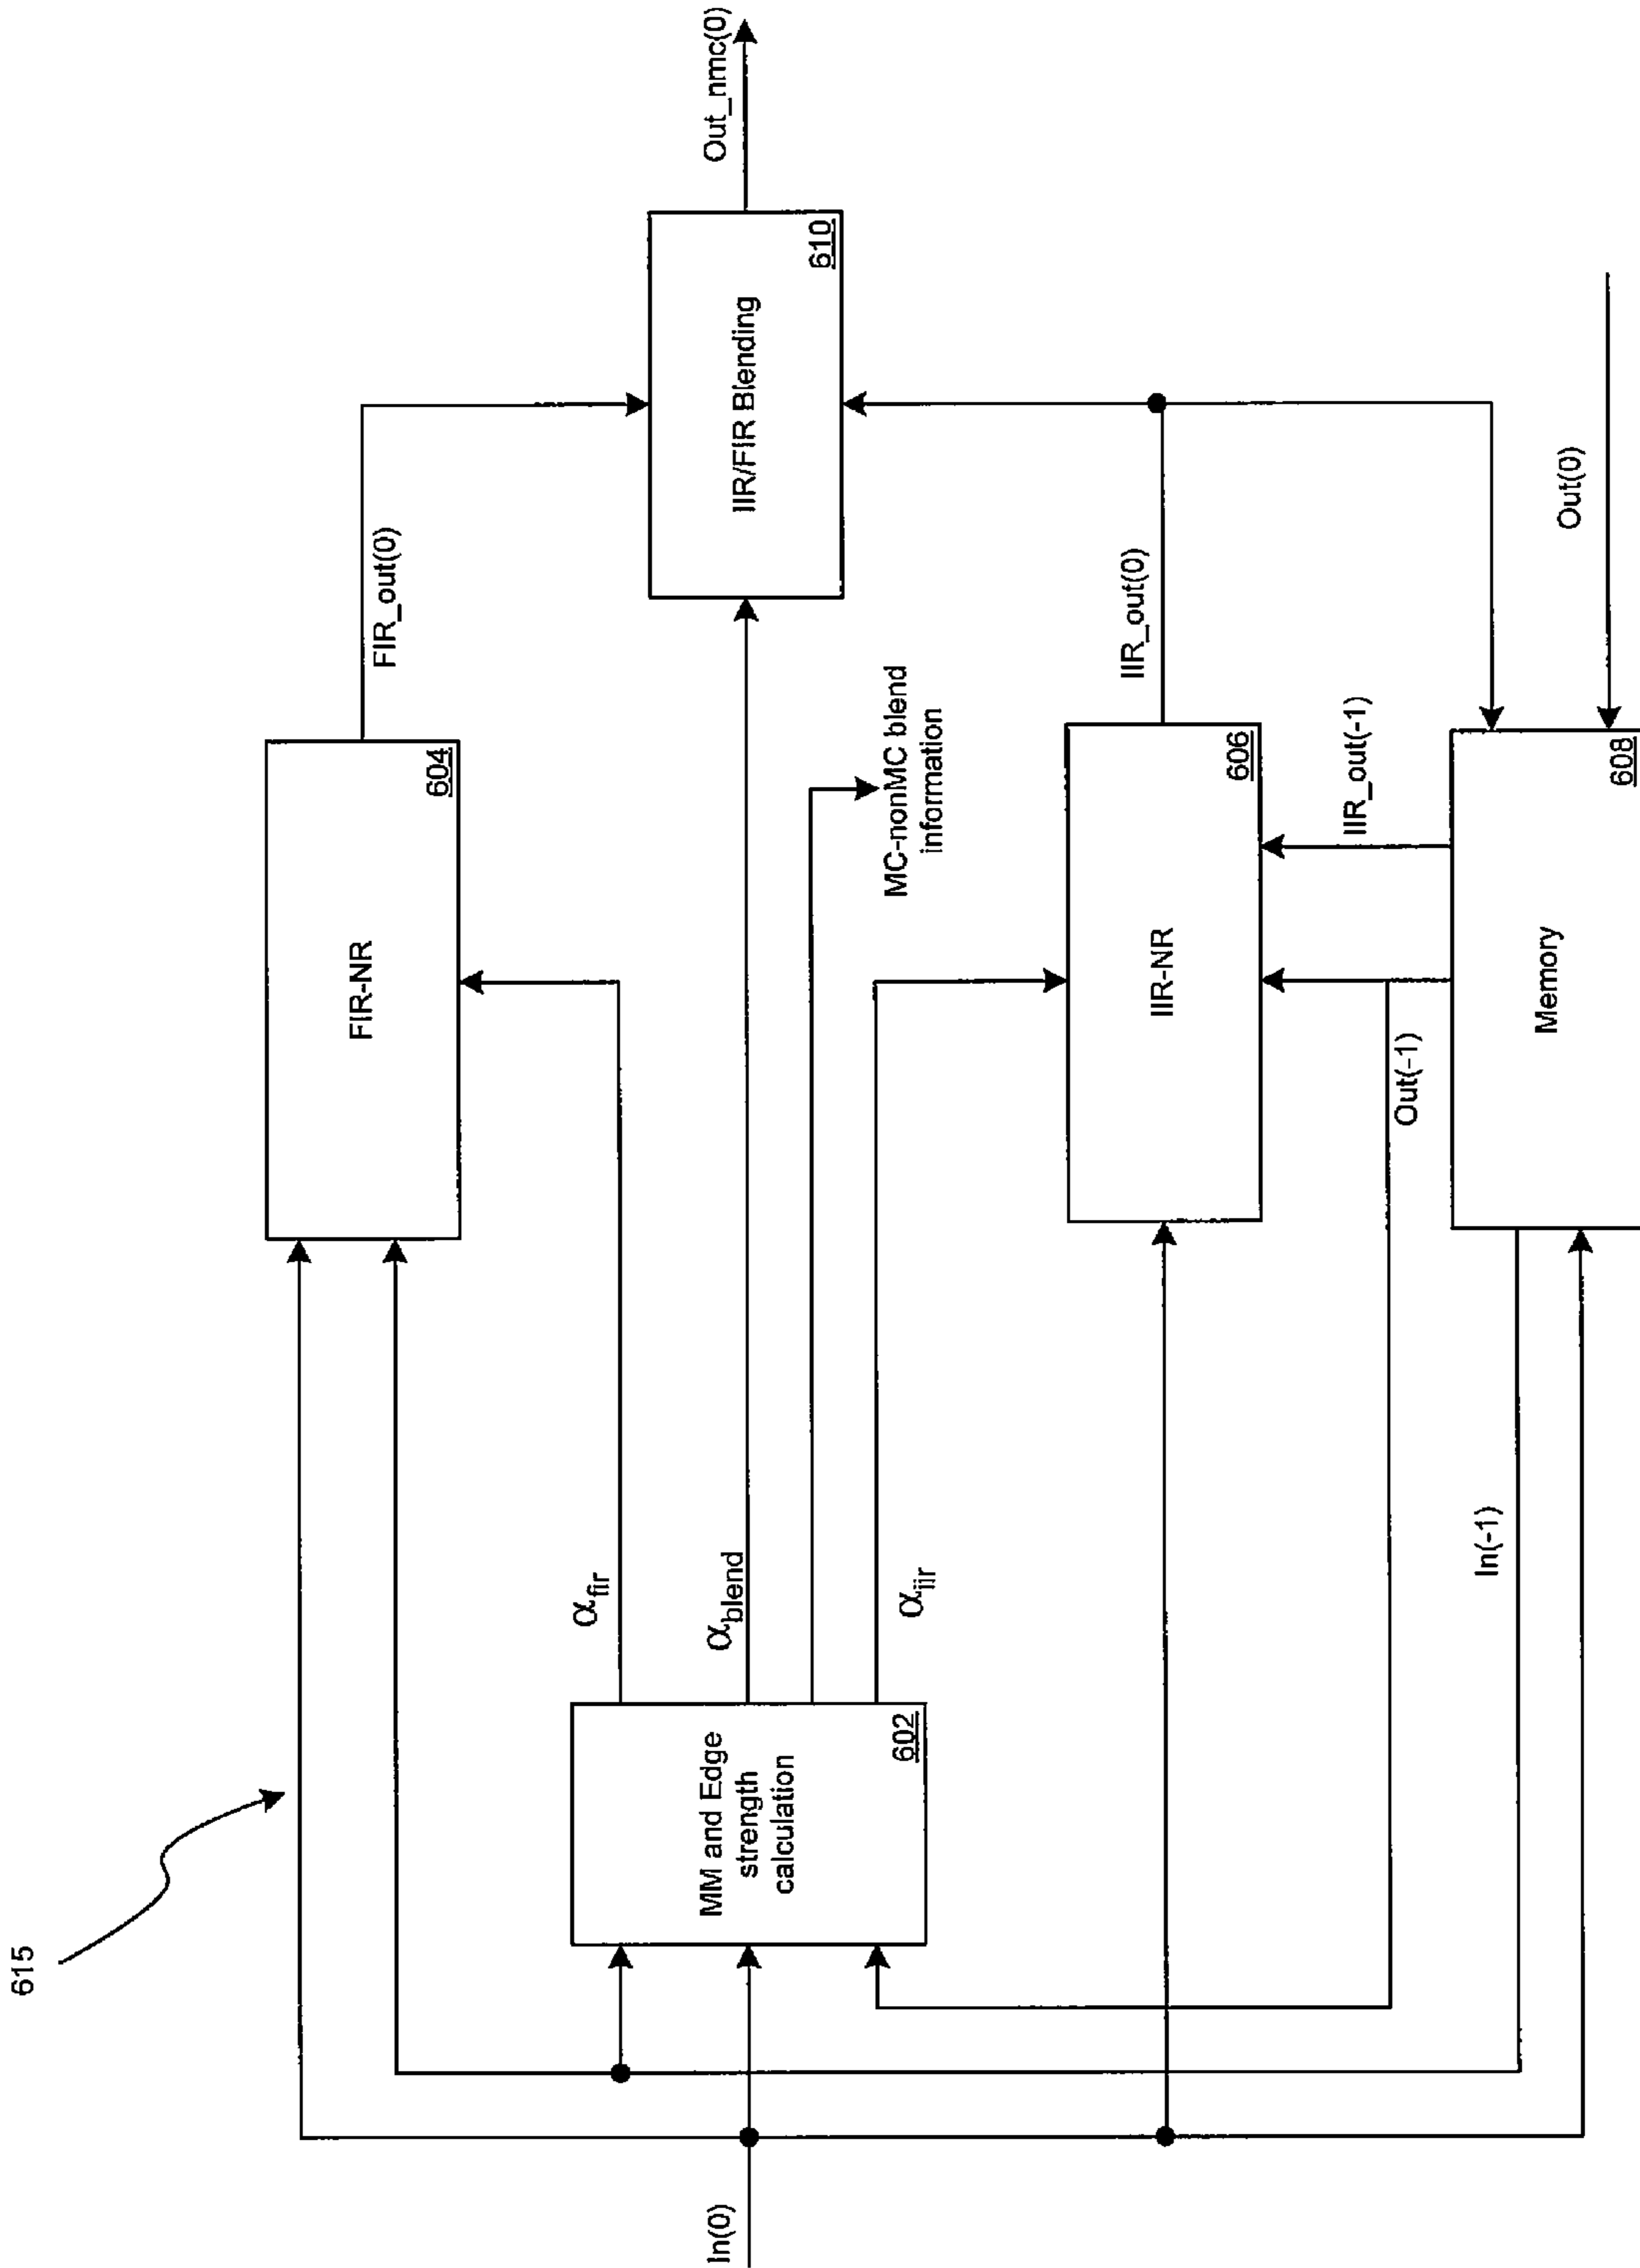 615
In(0)
MM and Edge
strength
calculation
602
αfir
αblend
αiir
FIR-NR
604
MC-nonMC blend
information
IIR-NR
606
In(-1)
Out(-1)
IIR_out(-1)
Memory
608
FIR_out(0)
IIR_out(0)
IIR/FIR Blending
610
Out_nmc(0)
Out(0)